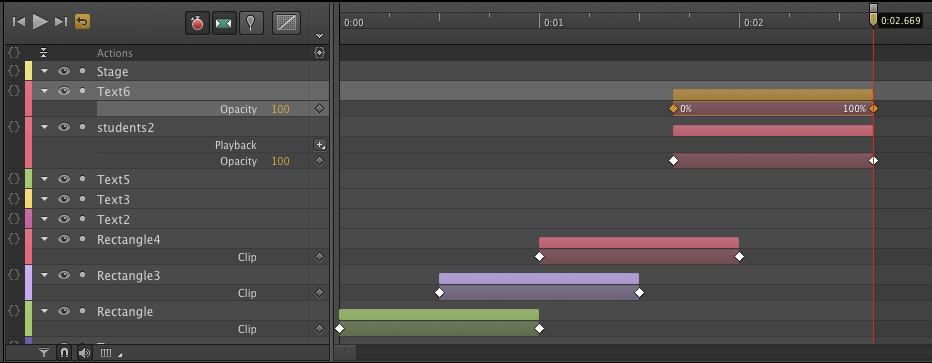 0:00 0:01 0:02 0:02.669
Actions
Stage
Text6
Opacity 100 0% 100%
students2
Playback
Opacity 100
Text5
Text3
Text2
Rectangle4
Clip
Rectangle3
Clip
Rectangle
Clip